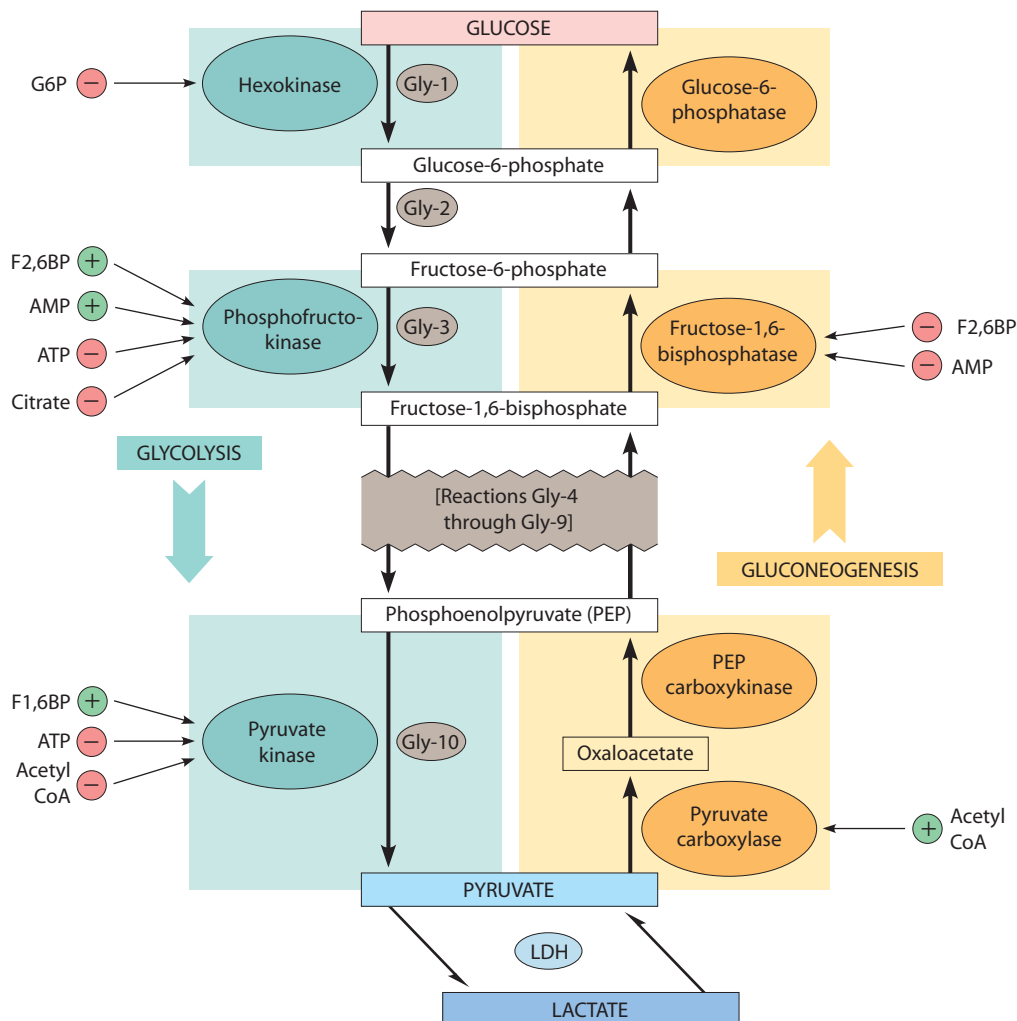 GLUCOSE
G6P
−
Hexokinase
Gly-1
Glucose-6-
phosphatase
Glucose-6-phosphate
Gly-2
Fructose-6-phosphate
F2,6BP
+
AMP
+
ATP
−
Citrate
−
Phosphofructo-
kinase
Gly-3
Fructose-1,6-
bisphosphatase
−
F2,6BP
−
AMP
Fructose-1,6-bisphosphate
GLYCOLYSIS
[Reactions Gly-4
through Gly-9]
GLUCONEOGENESIS
Phosphoenolpyruvate (PEP)
PEP
carboxykinase
F1,6BP
+
ATP
−
Acetyl
CoA
−
Pyruvate
kinase
Gly-10
Oxaloacetate
Pyruvate
carboxylase
+
Acetyl
CoA
PYRUVATE
LDH
LACTATE